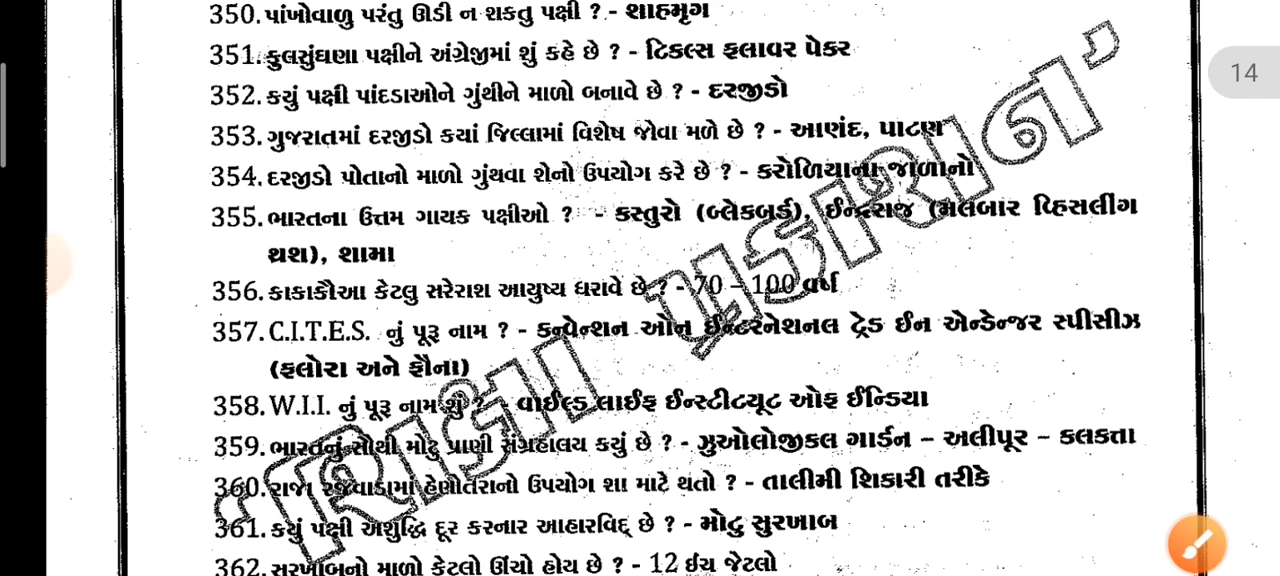 350. પાંખોવાળુ પરંતુ ઊડી ન શકતુ પક્ષી ? - શાહમૃગ
351. ફુલસુંઘણા પક્ષીને અંગ્રેજીમાં શું કહે છે ? - ટિકલ્સ ફલાવર પેકર
352. કયું પક્ષી પાંદડાઓને ગુંથીને માળો બનાવે છે ? - દરજીડો
353. ગુજરાતમાં દરજીડો કયાં જિલ્લામાં વિશેષ જોવા મળે છે ? - આણંદ, પાટણ
354. દરજીડો પોતાનો માળો ગુંથવા શેનો ઉપયોગ કરે છે ? - કરોળિયાના જાળાનો
355. ભારતના ઉત્તમ ગાયક પક્ષીઓ ? - કસ્તુરો (બ્લેકબર્ડ), ઈન્દ્રરાજ (મલબાર વ્હિસલીંગ
થ્રશ), શામા
356. કાકાકૌઆ કેટલુ સરેરાશ આયુષ્ય ધરાવે છે ? - 70 – 100 વર્ષ
357. C.I.T.E.S. નું પૂરૂ નામ ? - કન્વેન્શન ઓન ઈન્ટરનેશનલ ટ્રેડ ઈન એન્ડેન્જર સ્પીસીઝ
(ફલોરા અને ફૌના)
358. W.I.I. નું પૂરૂ નામ શું ? - વાઈલ્ડ લાઈફ ઈન્સ્ટીટયૂટ ઓફ ઈન્ડિયા
359. ભારતનું સૌથી મોટુ પ્રાણી સંગ્રહાલય કયું છે ? - ઝુઓલોજીકલ ગાર્ડન – અલીપૂર – કલકત્તા
360. રાજા રજવાડામાં હેણોતરાનો ઉપયોગ શા માટે થતો ? - તાલીમી શિકારી તરીકે
361. કયું પક્ષી અશુદ્ધિ દૂર કરનાર આહારવિદ્ છે ? - મોટુ સુરખાબ
362. સુરખાબનો માળો કેટલો ઊંચો હોય છે ? - 12 ઈંચ જેટલો
14
પ્રકાશન’